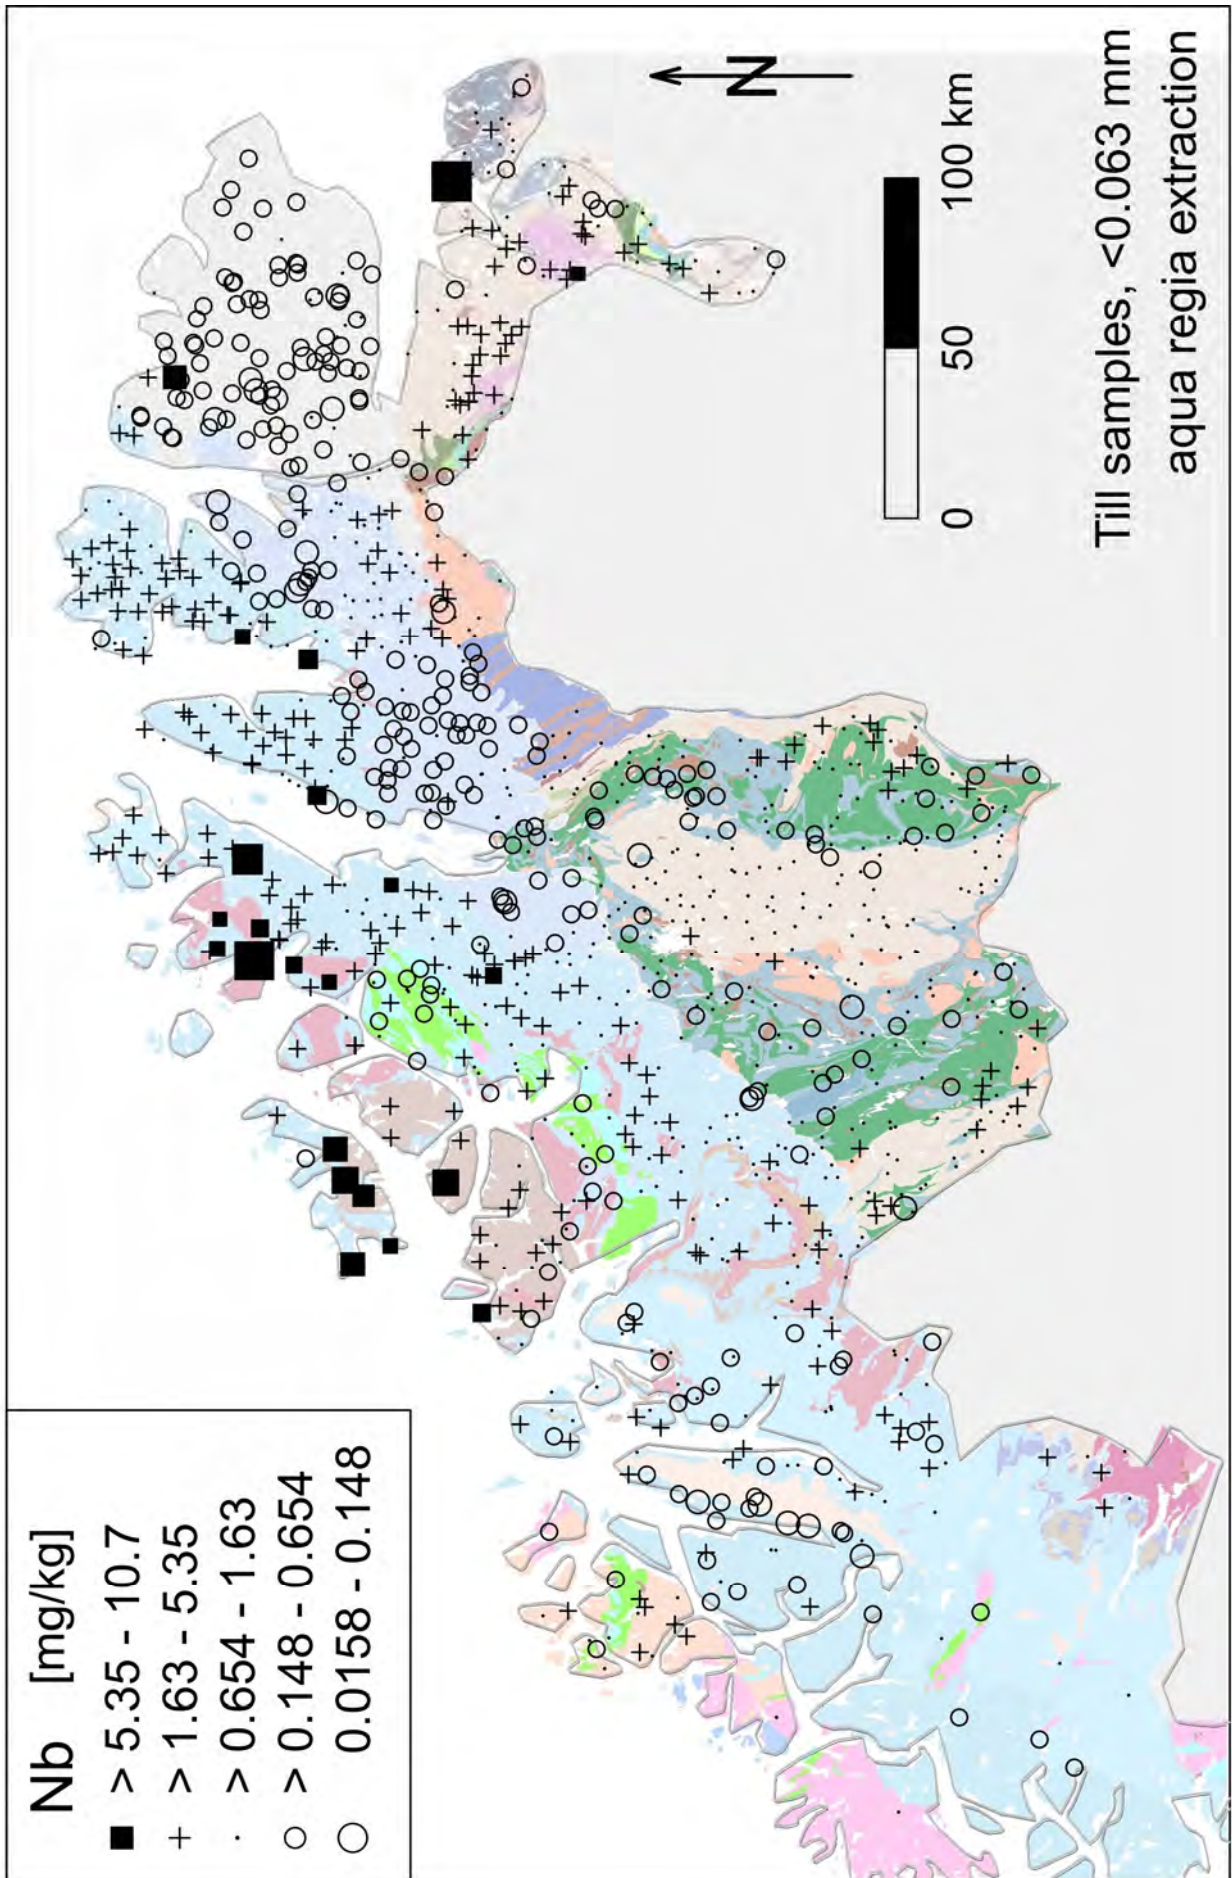 Nb [mg/kg]
> 5.35 - 10.7
> 1.63 - 5.35
> 0.654 - 1.63
> 0.148 - 0.654
0.0158 - 0.148
N
0 50 100 km
Till samples, <0.063 mm
aqua regia extraction